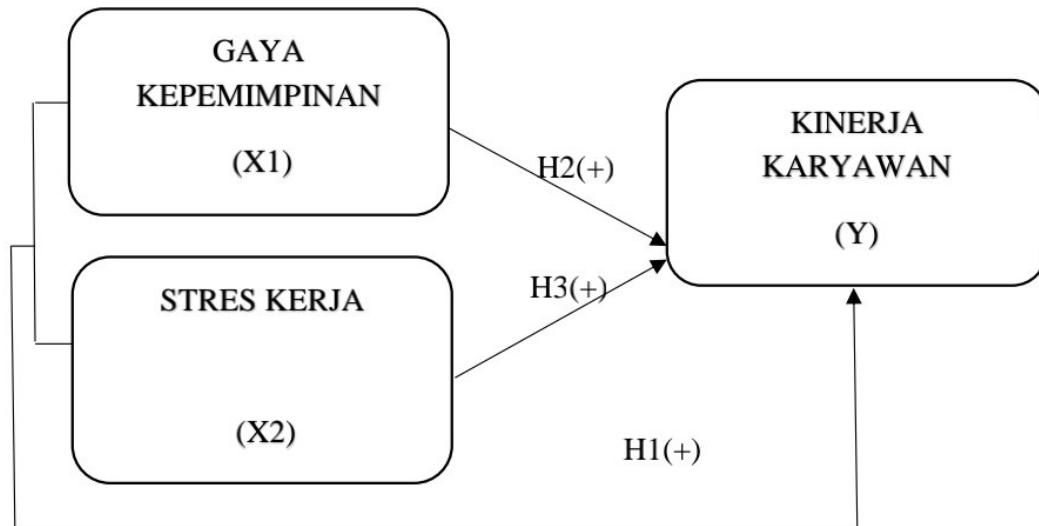 GAYA
KEPEMIMPINAN
(X1)
KINERJA
KARYAWAN
(Y)
H2(+)
H3(+)
STRES KERJA
(X2)
H1(+)